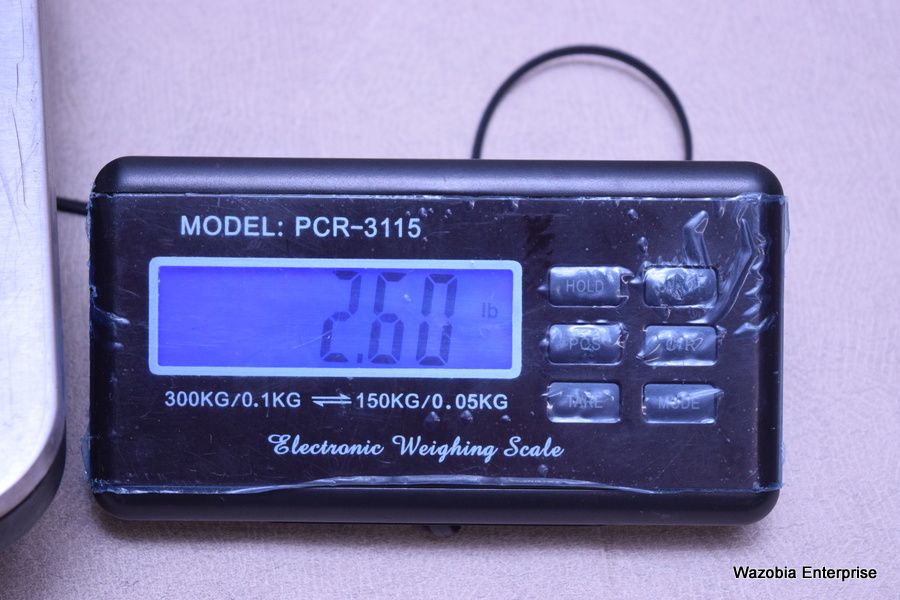 MODEL: PCR-3115
2.60 lb
HOLD
POS
TARE MODE
300KG/0.1KG ⇌ 150KG/0.05KG
Electronic Weighing Scale
Wazobia Enterprise